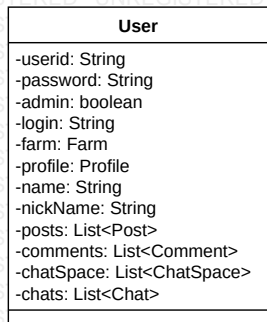 User
-userid: String
-password: String
-admin: boolean
-login: String
-farm: Farm
-profile: Profile
-name: String
-nickName: String
-posts: List<Post>
-comments: List<Comment>
-chatSpace: List<ChatSpace>
-chats: List<Chat>